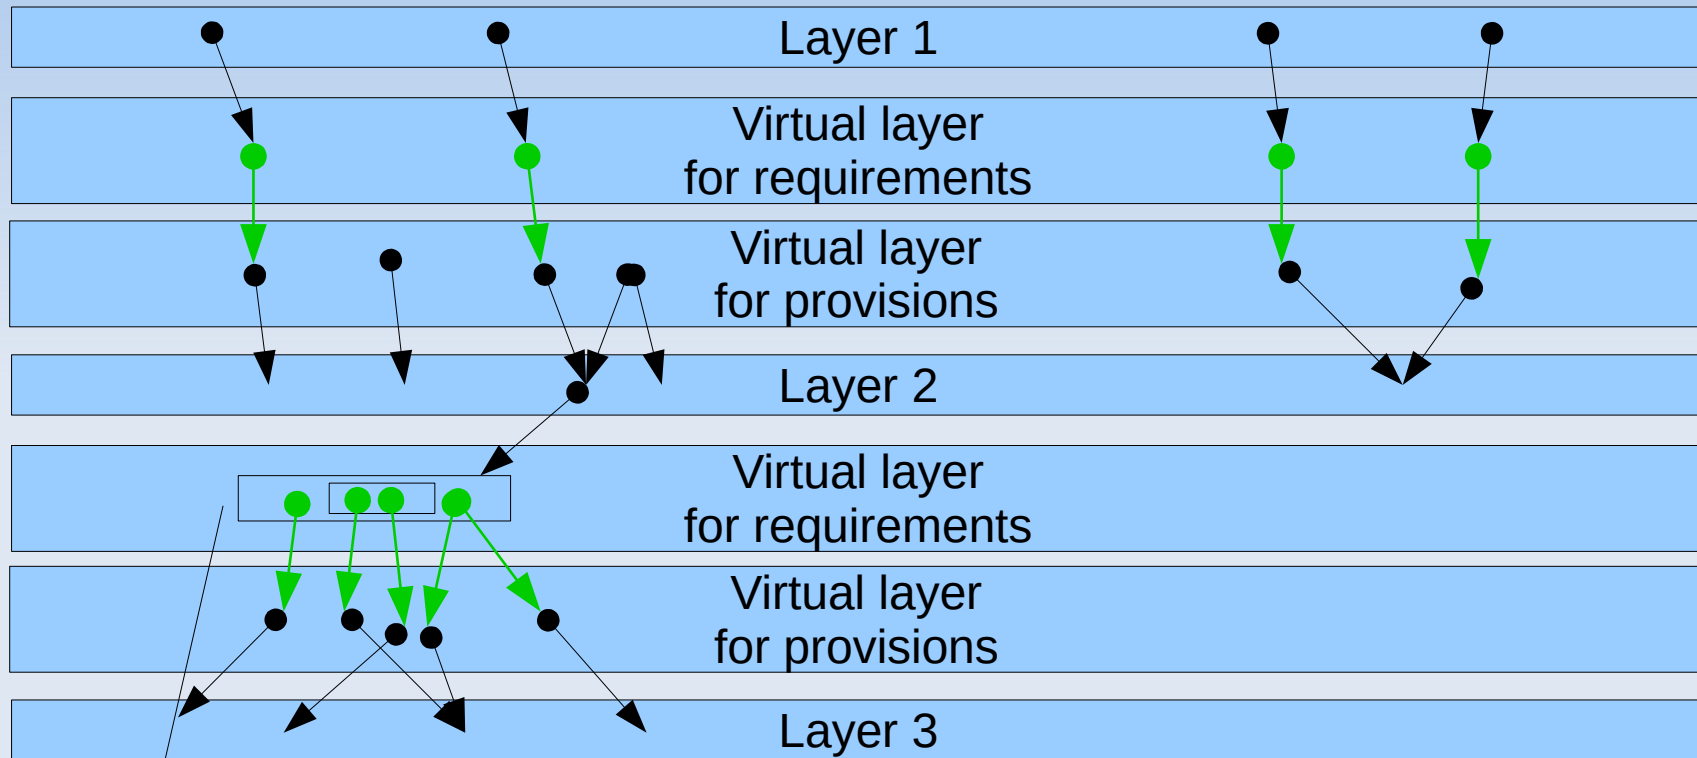 Layer 1
Virtual layer
for requirements
Virtual layer
for provisions
Layer 2
Virtual layer
for requirements
Virtual layer
for provisions
Layer 3